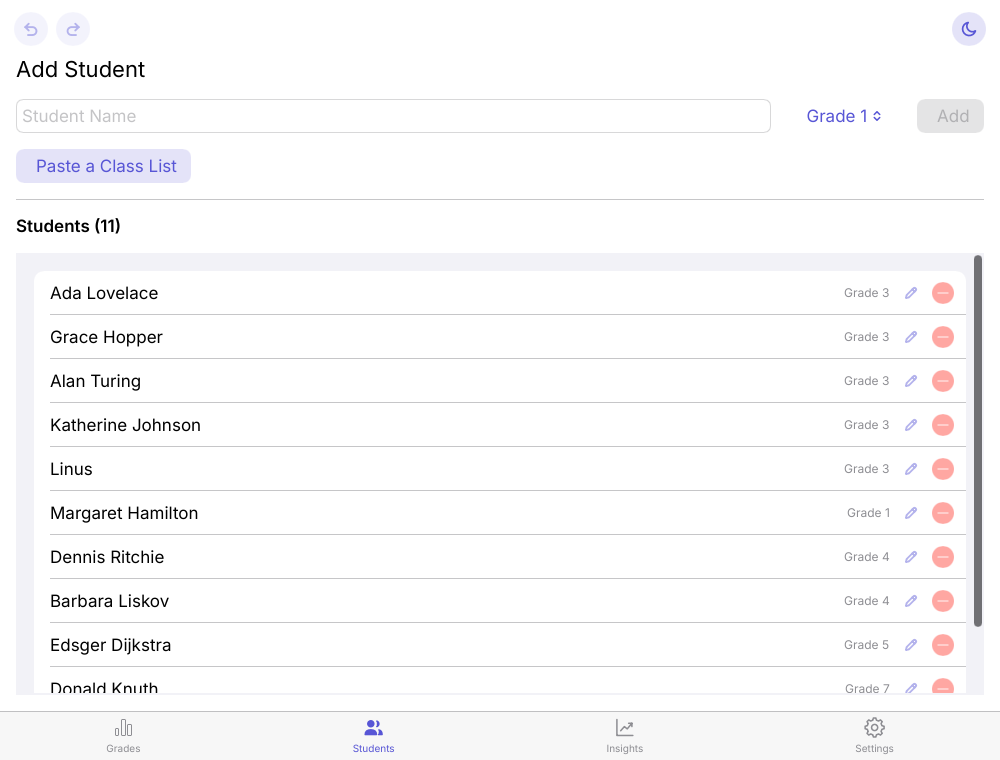 Add Student
Student Name
Grade 1
Add
Paste a Class List
Students (11)
Ada Lovelace Grade 3
Grace Hopper Grade 3
Alan Turing Grade 3
Katherine Johnson Grade 3
Linus Grade 3
Margaret Hamilton Grade 1
Dennis Ritchie Grade 4
Barbara Liskov Grade 4
Edsger Dijkstra Grade 5
Donald Knuth Grade 7
Grades Students Insights Settings